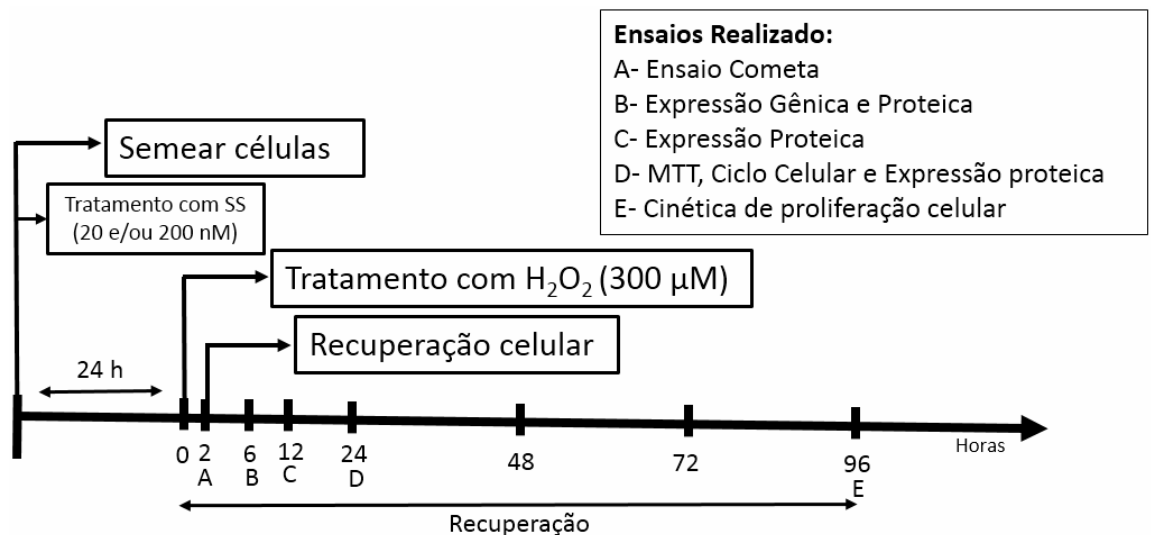 Ensaios Realizado:
A- Ensaio Cometa
B- Expressão Gênica e Proteica
C- Expressão Proteica
D- MTT, Ciclo Celular e Expressão proteica
E- Cinética de proliferação celular
Semear células
Tratamento com SS
(20 e/ou 200 nM)
Tratamento com H₂O₂ (300 µM)
Recuperação celular
24 h
Horas
0 2 6 12 24 48 72 96
A B C D E
Recuperação